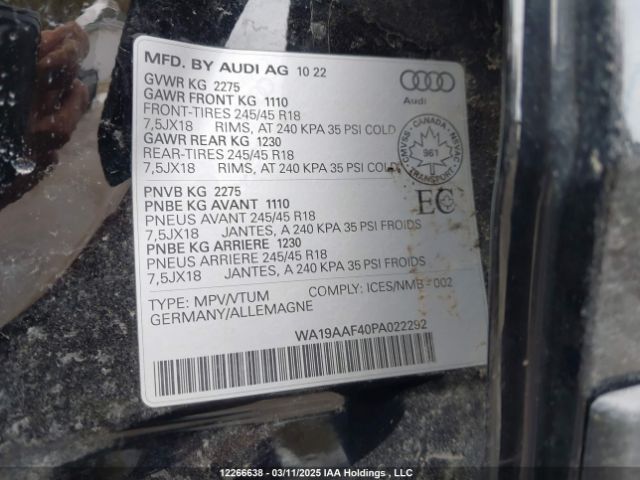 MFD. BY AUDI AG 10 22
GVWR KG 2275
GAWR FRONT KG 1110
FRONT-TIRES 245/45 R18
7,5JX18 RIMS, AT 240 KPA 35 PSI COLD
GAWR REAR KG 1230
REAR-TIRES 245/45 R18
7,5JX18 RIMS, AT 240 KPA 35 PSI COLD
Audi
CMVSS - CANADA - NSVAC
961
TRANSPORT
EC
PNVB KG 2275
PNBE KG AVANT 1110
PNEUS AVANT 245/45 R18
7,5JX18 JANTES, A 240 KPA 35 PSI FROIDS
PNBE KG ARRIERE 1230
PNEUS ARRIERE 245/45 R18
7,5JX18 JANTES, A 240 KPA 35 PSI FROIDS
TYPE: MPV/VTUM COMPLY: ICES/NMB-002
GERMANY/ALLEMAGNE
WA19AAF40PA022292
12266638 - 03/11/2025 IAA Holdings , LLC